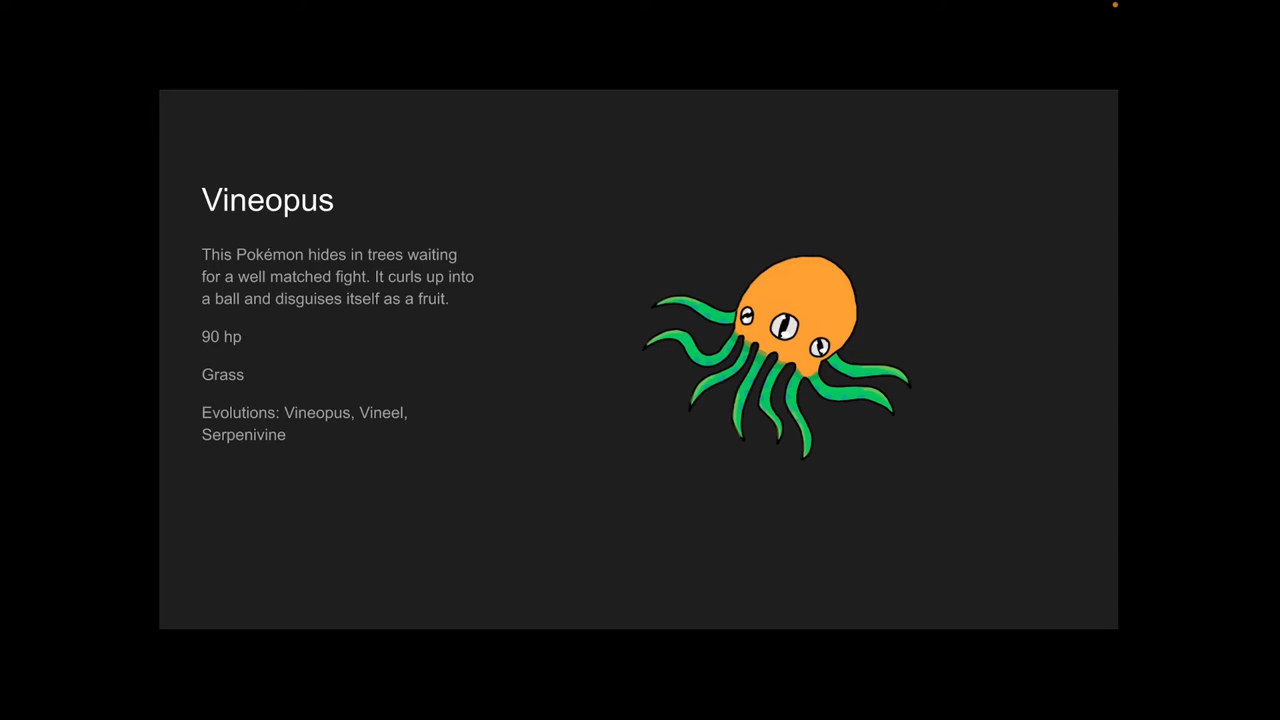 Vineopus
This Pokémon hides in trees waiting
for a well matched fight. It curls up into
a ball and disguises itself as a fruit.
90 hp
Grass
Evolutions: Vineopus, Vineel,
Serpenivine